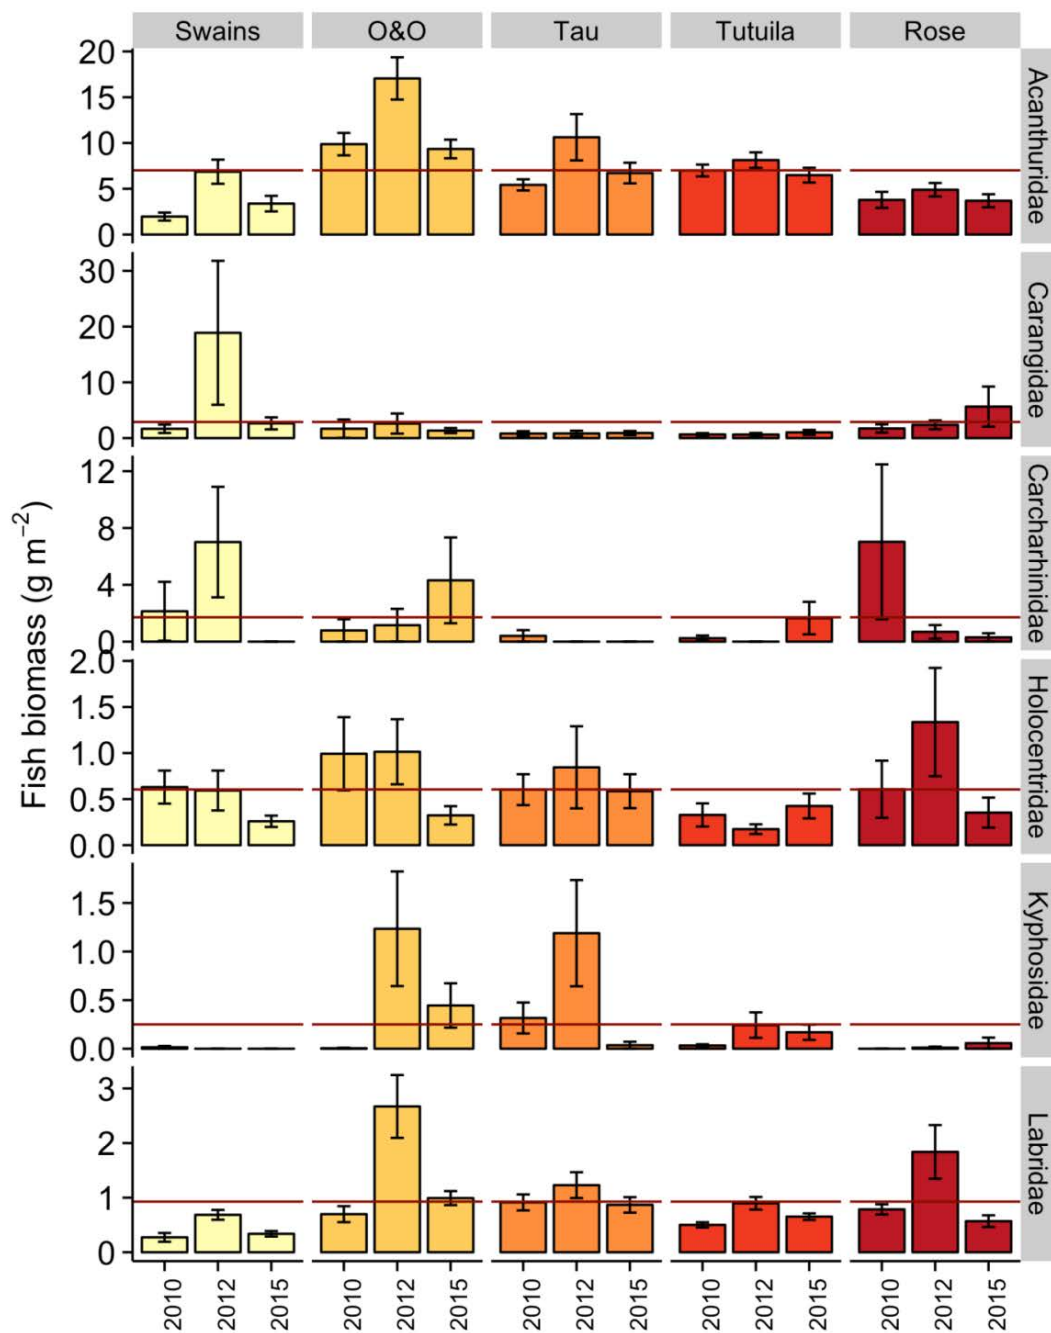 Swains O&O Tau Tutuila Rose
Fish biomass (g m⁻²)
20
15
10
5
0
Acanthuridae
30
20
10
0
Carangidae
12
8
4
0
Carcharhinidae
2.0
1.5
1.0
0.5
0.0
Holocentridae
1.5
1.0
0.5
0.0
Kyphosidae
3
2
1
0
Labridae
2010 2012 2015 2010 2012 2015 2010 2012 2015 2010 2012 2015 2010 2012 2015